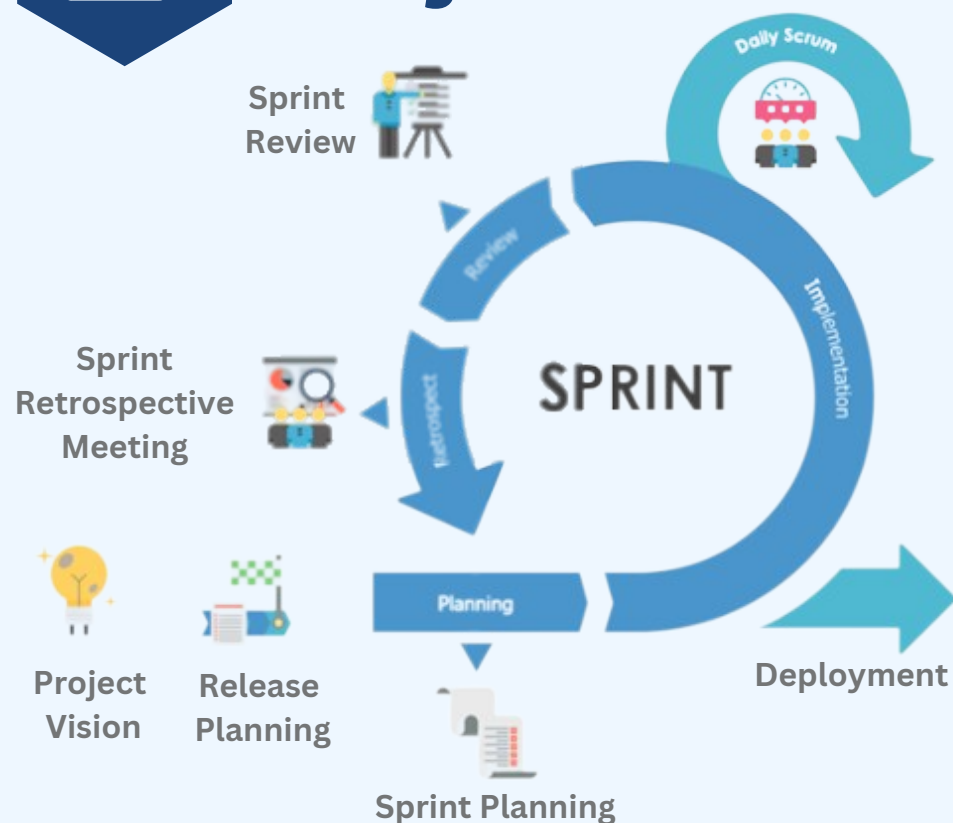 Daily Scrum
Sprint
Review
Review
Implementation
Sprint
Retrospective
Meeting
Retrospect
SPRINT
Planning
Project
Vision
Release
Planning
Deployment
Sprint Planning